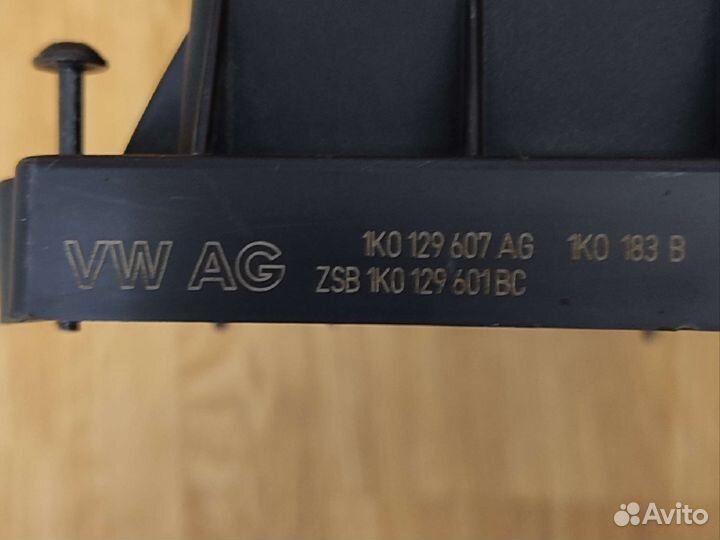 VW AG 1K0 129 607 AG 1K0 183 B
ZSB 1K0 129 601 BC
Avito